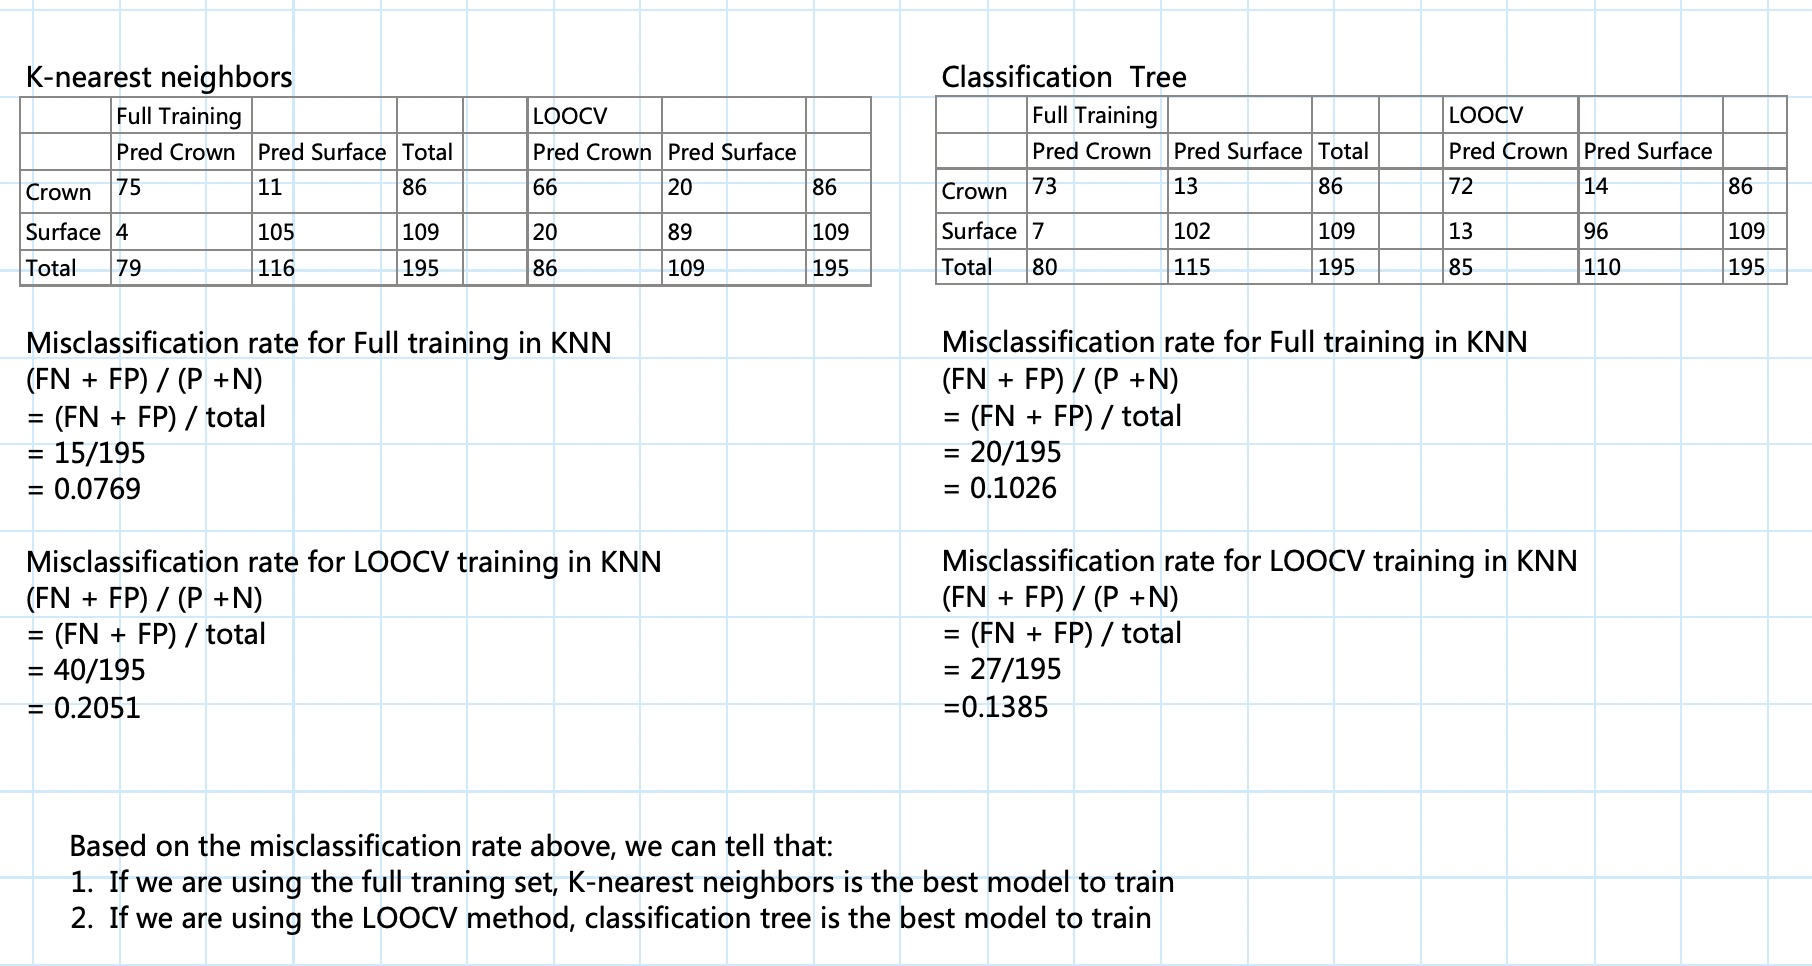 K-nearest neighbors
Full Training LOOCV
Pred Crown Pred Surface Total Pred Crown Pred Surface
Crown 75 11 86 66 20 86
Surface 4 105 109 20 89 109
Total 79 116 195 86 109 195
Misclassification rate for Full training in KNN
(FN + FP) / (P +N)
= (FN + FP) / total
= 15/195
= 0.0769
Misclassification rate for LOOCV training in KNN
(FN + FP) / (P +N)
= (FN + FP) / total
= 40/195
= 0.2051
Classification Tree
Full Training LOOCV
Pred Crown Pred Surface Total Pred Crown Pred Surface
Crown 73 13 86 72 14 86
Surface 7 102 109 13 96 109
Total 80 115 195 85 110 195
Misclassification rate for Full training in KNN
(FN + FP) / (P +N)
= (FN + FP) / total
= 20/195
= 0.1026
Misclassification rate for LOOCV training in KNN
(FN + FP) / (P +N)
= (FN + FP) / total
= 27/195
=0.1385
Based on the misclassification rate above, we can tell that:
1. If we are using the full traning set, K-nearest neighbors is the best model to train
2. If we are using the LOOCV method, classification tree is the best model to train